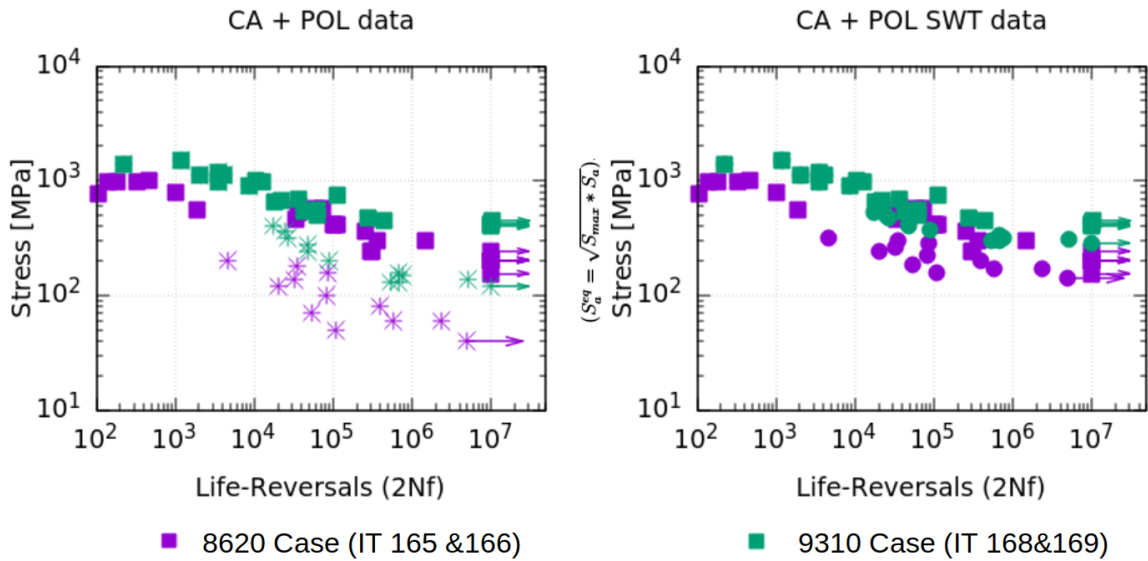 CA + POL data
10^4
10^3
10^2
10^1
Stress [MPa]
10^2 10^3 10^4 10^5 10^6 10^7
Life-Reversals (2Nf)
CA + POL SWT data
10^4
10^3
10^2
10^1
(S_a^{eq} = √S_{max} * S_a).
Stress [MPa]
10^2 10^3 10^4 10^5 10^6 10^7
Life-Reversals (2Nf)
8620 Case (IT 165 &166)
9310 Case (IT 168&169)